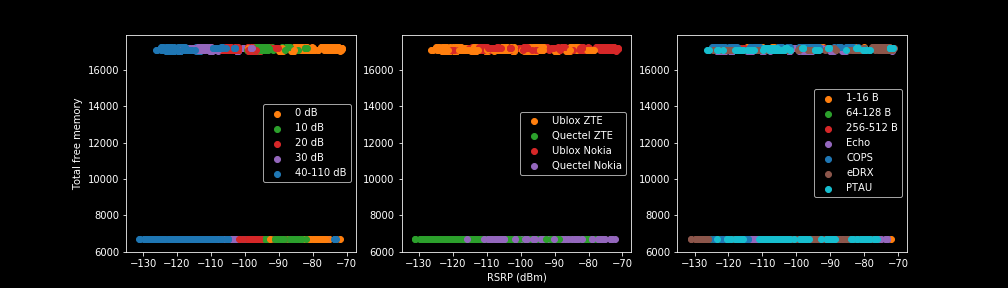 Total free memory
16000
14000
12000
10000
8000
6000
0 dB
10 dB
20 dB
30 dB
40-110 dB
−130 −120 −110 −100 −90 −80 −70
16000
14000
12000
10000
8000
6000
Ublox ZTE
Quectel ZTE
Ublox Nokia
Quectel Nokia
−130 −120 −110 −100 −90 −80 −70
RSRP (dBm)
16000
14000
12000
10000
8000
6000
1-16 B
64-128 B
256-512 B
Echo
COPS
eDRX
PTAU
−130 −120 −110 −100 −90 −80 −70